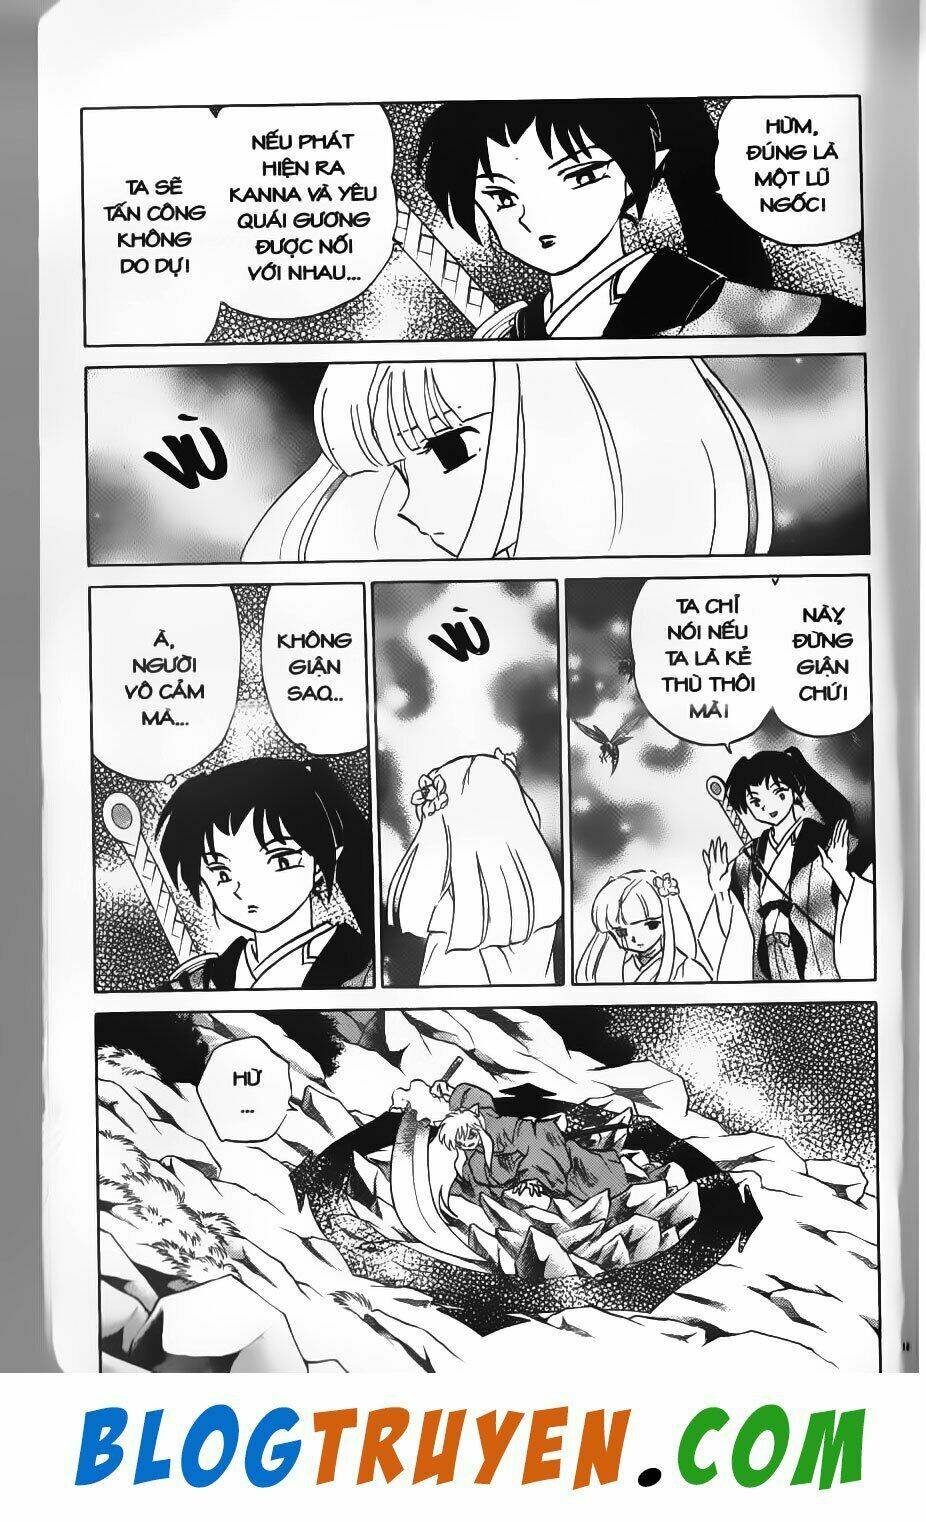 HỪM,
ĐÚNG LÀ
MỘT LŨ
NGỐC!
NẾU PHÁT
HIỆN RA
KANNA VÀ YÊU
QUÁI GƯƠNG
ĐƯỢC NỐI
VỚI NHAU...
TA SẼ
TẤN CÔNG
KHÔNG
DO DỰ!
VÙ
NÀY,
ĐỪNG
GIẬN
CHỨ!
TA CHỈ
NÓI NẾU
TA LÀ KẺ
THÙ THÔI
MÀ!
VÙ
KHÔNG
GIẬN
SAO...
À,
NGƯỜI
VÔ CẢM
MÀ...
HỪ
...
BLOGTRUYEN.COM